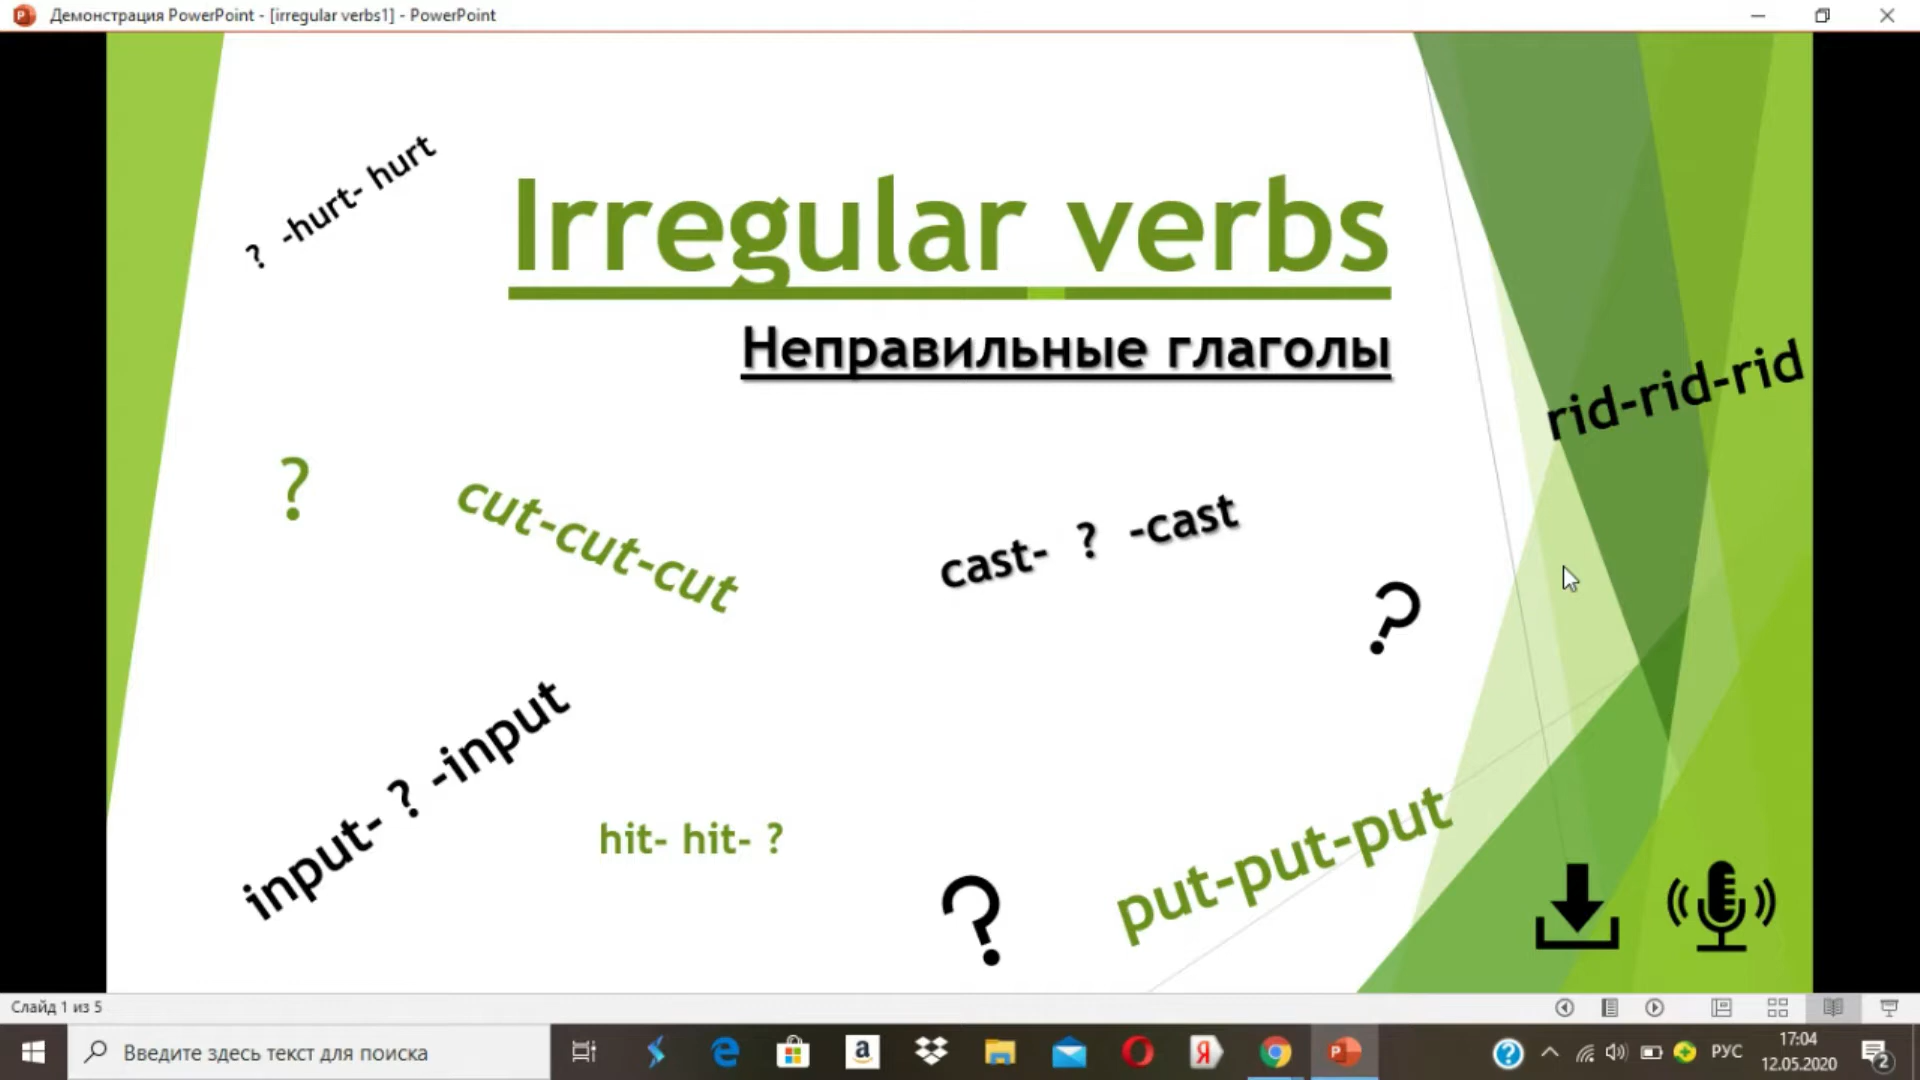 Демонстрация PowerPoint - [irregular verbs1] - PowerPoint
? -hurt- hurt
Irregular verbs
Неправильные глаголы
rid-rid-rid
?
cut-cut-cut
cast- ? -cast
?
input- ? -input
hit- hit- ?
?
put-put-put
Слайд 1 из 5
Введите здесь текст для поиска
РУС
17:04
12.05.2020
2